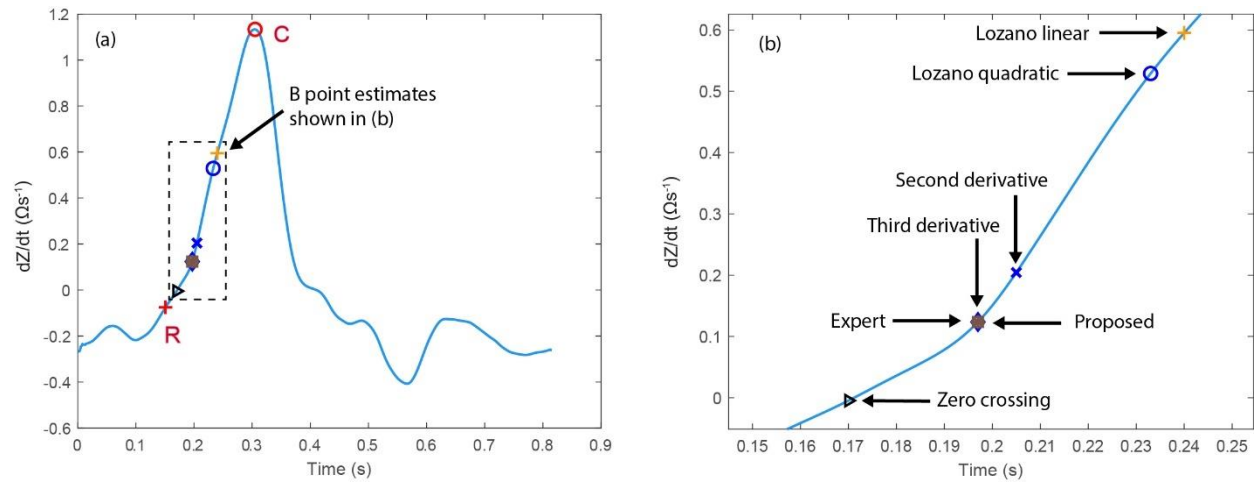 (a)
C
B point estimates
shown in (b)
R
dZ/dt (Ωs⁻¹)
1.2
1
0.8
0.6
0.4
0.2
0
-0.2
-0.4
-0.6
0 0.1 0.2 0.3 0.4 0.5 0.6 0.7 0.8 0.9
Time (s)
(b)
Lozano linear
Lozano quadratic
Second derivative
Third derivative
Expert
Proposed
Zero crossing
dZ/dt (Ωs⁻¹)
0.6
0.5
0.4
0.3
0.2
0.1
0
0.15 0.16 0.17 0.18 0.19 0.2 0.21 0.22 0.23 0.24 0.25
Time (s)